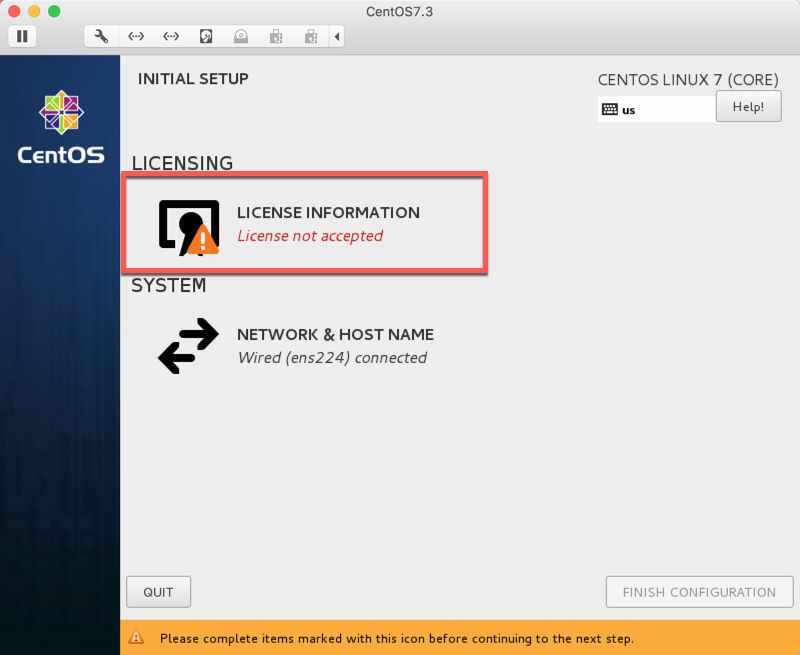 CentOS7.3
INITIAL SETUP
CENTOS LINUX 7 (CORE)
us
Help!
CentOS
LICENSING
LICENSE INFORMATION
License not accepted
SYSTEM
NETWORK & HOST NAME
Wired (ens224) connected
QUIT
FINISH CONFIGURATION
Please complete items marked with this icon before continuing to the next step.